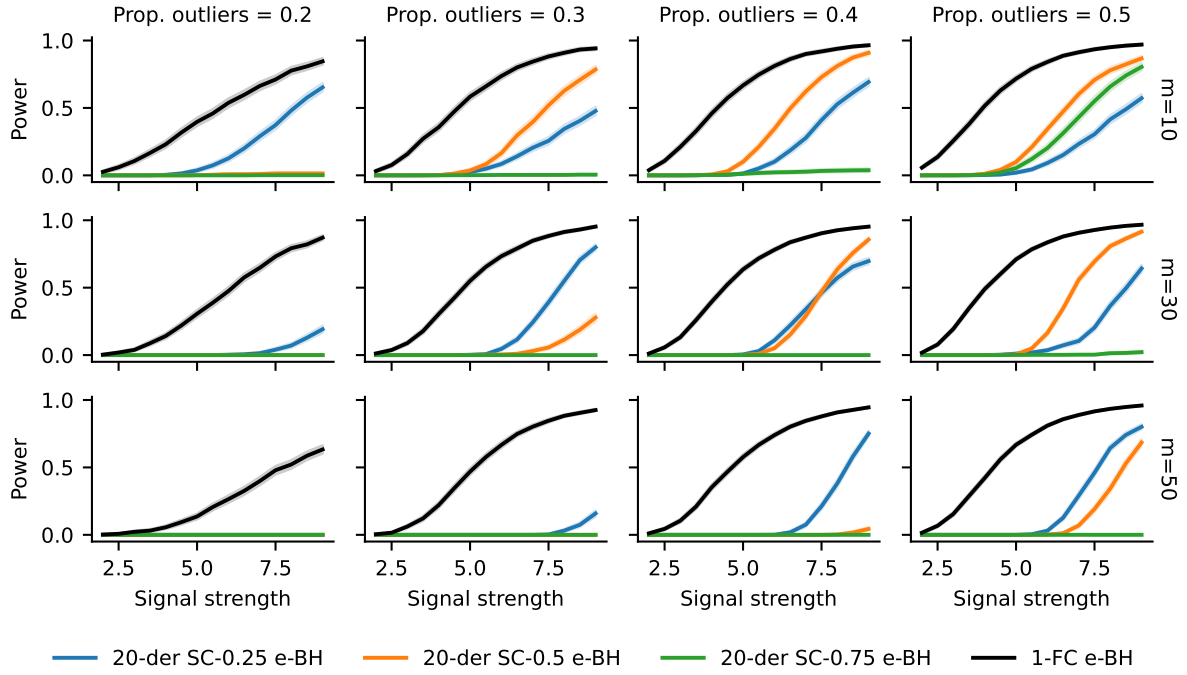 Prop. outliers = 0.2 Prop. outliers = 0.3 Prop. outliers = 0.4 Prop. outliers = 0.5
1.0
0.5
0.0
Power
m=10
1.0
0.5
0.0
Power
m=30
1.0
0.5
0.0
Power
m=50
2.5 5.0 7.5 2.5 5.0 7.5 2.5 5.0 7.5 2.5 5.0 7.5
Signal strength Signal strength Signal strength Signal strength
20-der SC-0.25 e-BH 20-der SC-0.5 e-BH 20-der SC-0.75 e-BH 1-FC e-BH